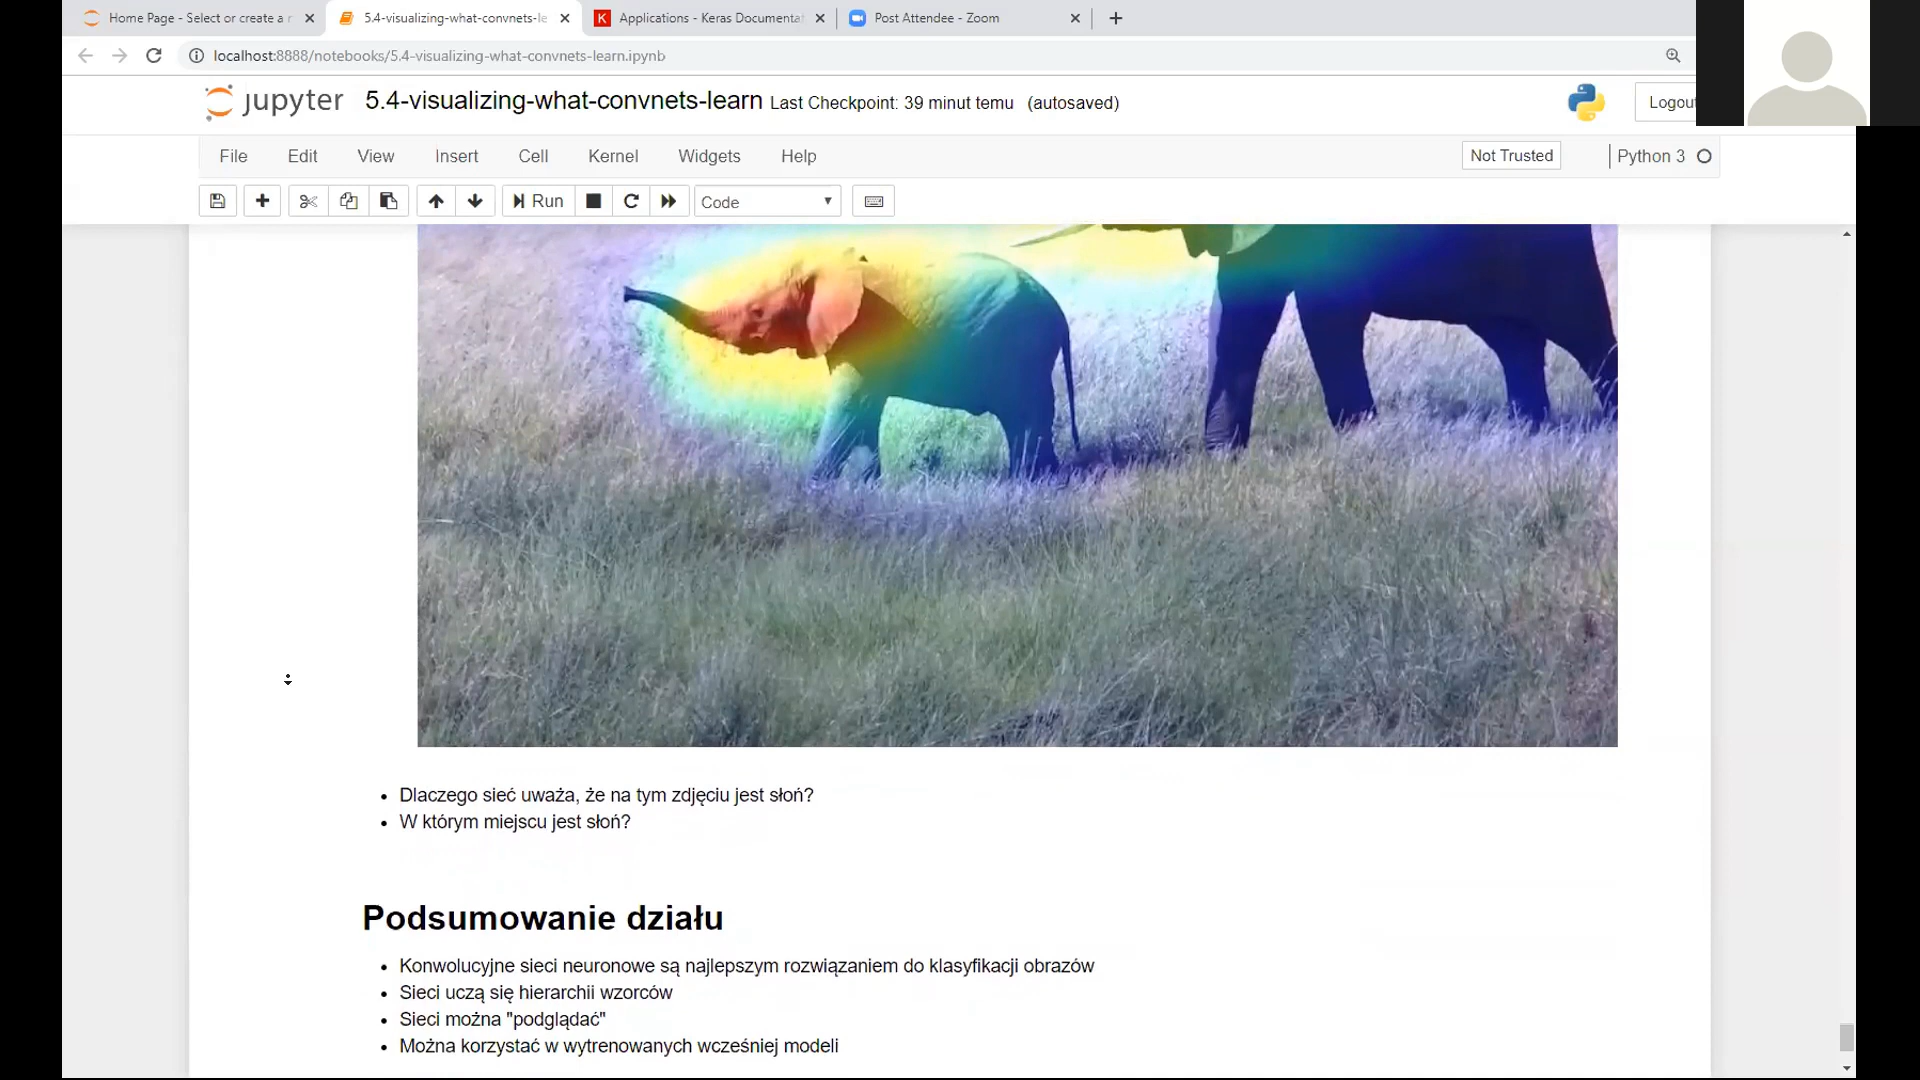 Home Page - Select or create a n
5.4-visualizing-what-convnets-le
Applications - Keras Documentat
Post Attendee - Zoom
localhost:8888/notebooks/5.4-visualizing-what-convnets-learn.ipynb
jupyter 5.4-visualizing-what-convnets-learn Last Checkpoint: 39 minut temu (autosaved)
Logout
File Edit View Insert Cell Kernel Widgets Help
Not Trusted
Python 3
Run
Code
Dlaczego sieć uważa, że na tym zdjęciu jest słoń?
W którym miejscu jest słoń?
Podsumowanie działu
Konwolucyjne sieci neuronowe są najlepszym rozwiązaniem do klasyfikacji obrazów
Sieci uczą się hierarchii wzorców
Sieci można "podglądać"
Można korzystać w wytrenowanych wcześniej modeli